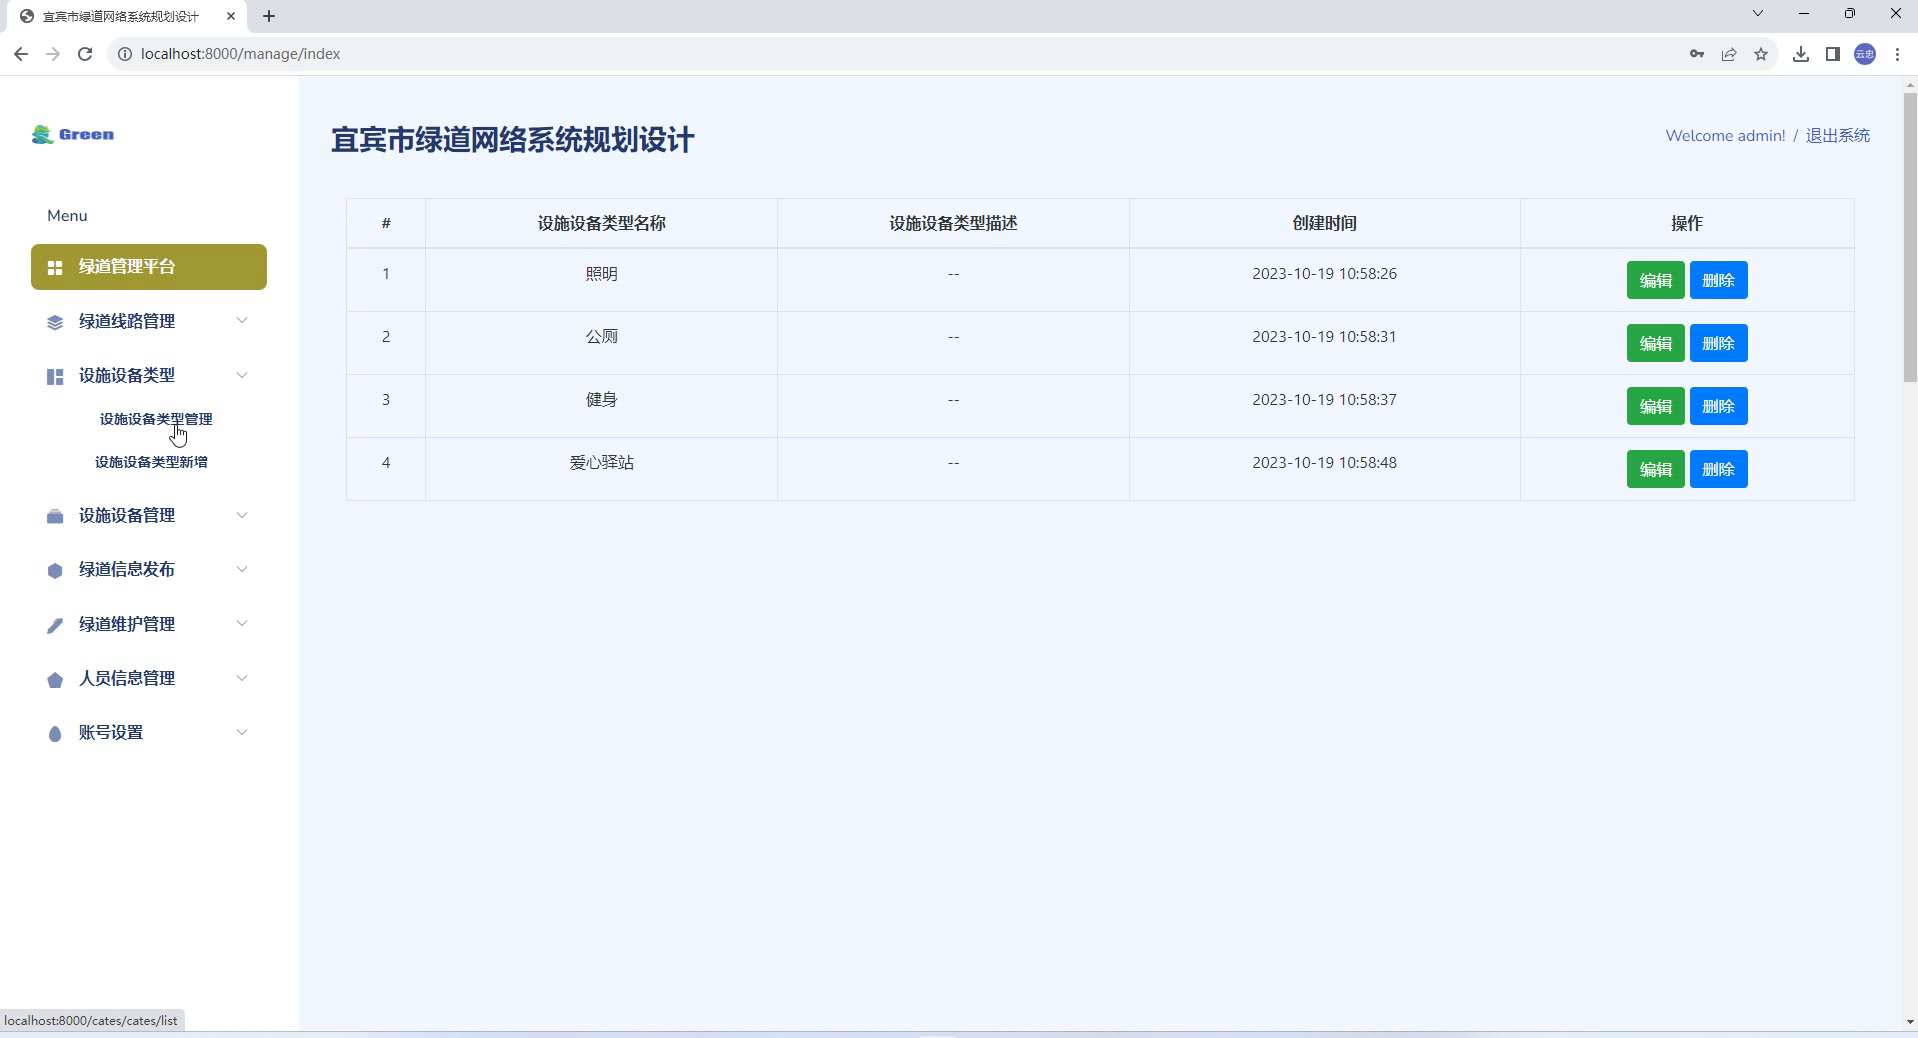 宜宾市绿道网络系统规划设计
localhost:8000/manage/index
云忠
Green
宜宾市绿道网络系统规划设计
Welcome admin! / 退出系统
Menu
绿道管理平台
绿道线路管理
设施设备类型
设施设备类型管理
设施设备类型新增
设施设备管理
绿道信息发布
绿道维护管理
人员信息管理
账号设置
# 设施设备类型名称 设施设备类型描述 创建时间 操作
1 照明 -- 2023-10-19 10:58:26 编辑 删除
2 公厕 -- 2023-10-19 10:58:31 编辑 删除
3 健身 -- 2023-10-19 10:58:37 编辑 删除
4 爱心驿站 -- 2023-10-19 10:58:48 编辑 删除
localhost:8000/cates/cates/list